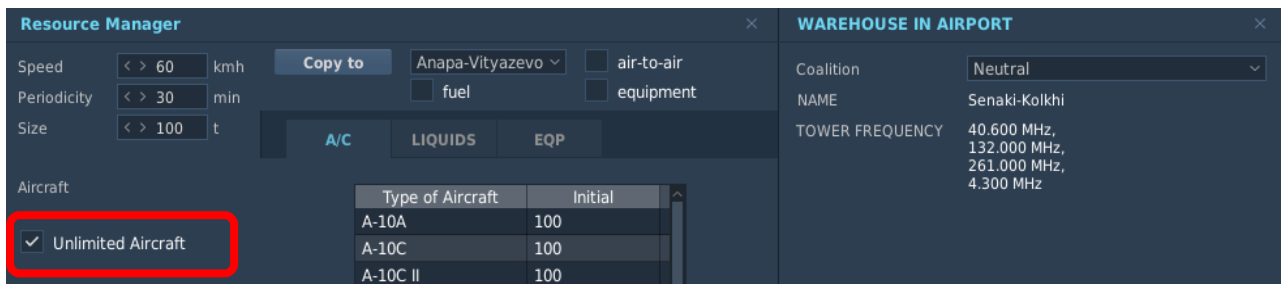 Resource Manager
Speed < > 60 kmh
Periodicity < > 30 min
Size < > 100 t
Copy to Anapa-Vityazevo air-to-air
fuel equipment
A/C LIQUIDS EQP
Aircraft
Unlimited Aircraft
Type of Aircraft Initial
A-10A 100
A-10C 100
A-10C II 100
WAREHOUSE IN AIRPORT
Coalition Neutral
NAME Senaki-Kolkhi
TOWER FREQUENCY 40.600 MHz,
132.000 MHz,
261.000 MHz,
4.300 MHz